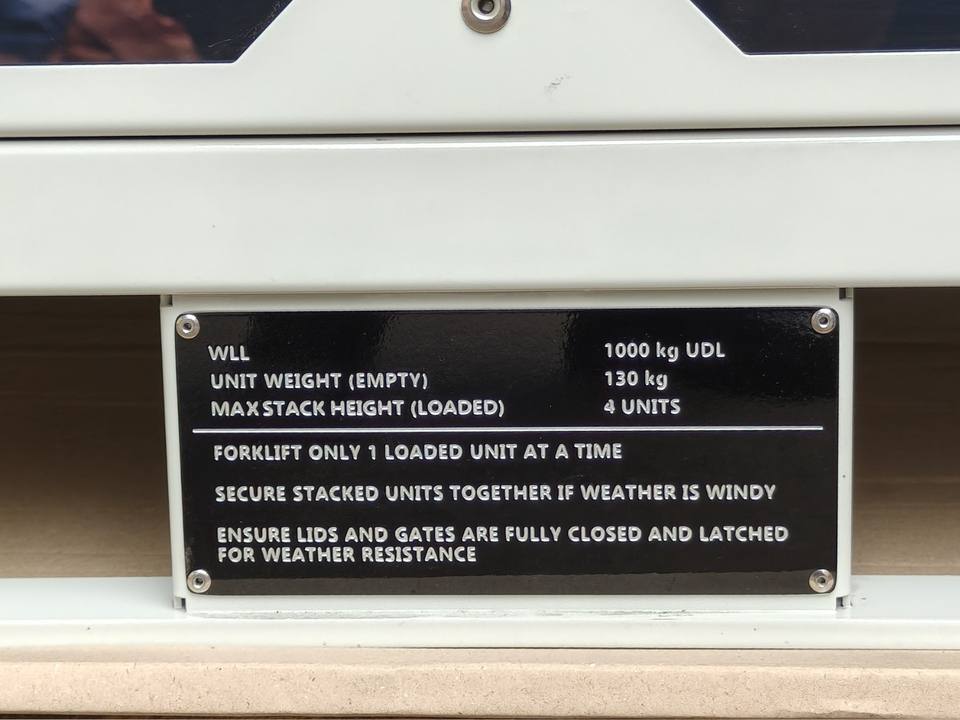 WLL 1000 kg UDL
UNIT WEIGHT (EMPTY) 130 kg
MAX STACK HEIGHT (LOADED) 4 UNITS
FORKLIFT ONLY 1 LOADED UNIT AT A TIME
SECURE STACKED UNITS TOGETHER IF WEATHER IS WINDY
ENSURE LIDS AND GATES ARE FULLY CLOSED AND LATCHED
FOR WEATHER RESISTANCE